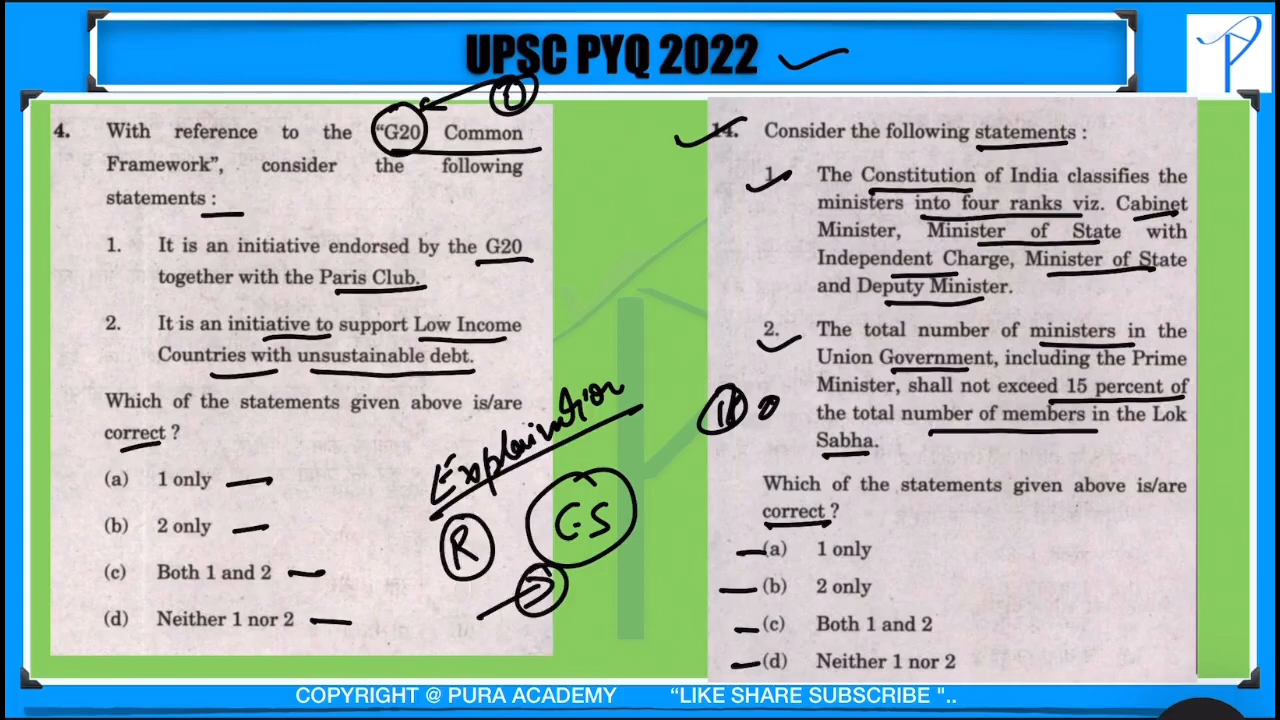 UPSC PYQ 2022
4. With reference to the "G20 Common
Framework", consider the following
statements :
1. It is an initiative endorsed by the G20
together with the Paris Club.
2. It is an initiative to support Low Income
Countries with unsustainable debt.
Which of the statements given above is/are
correct ?
(a) 1 only
(b) 2 only
(c) Both 1 and 2
(d) Neither 1 nor 2
Explaination
R
GS
14. Consider the following statements :
1. The Constitution of India classifies the
ministers into four ranks viz. Cabinet
Minister, Minister of State with
Independent Charge, Minister of State
and Deputy Minister.
2. The total number of ministers in the
Union Government, including the Prime
Minister, shall not exceed 15 percent of
the total number of members in the Lok
Sabha.
Which of the statements given above is/are
correct ?
(a) 1 only
(b) 2 only
(c) Both 1 and 2
(d) Neither 1 nor 2
COPYRIGHT @ PURA ACADEMY "LIKE SHARE SUBSCRIBE "..